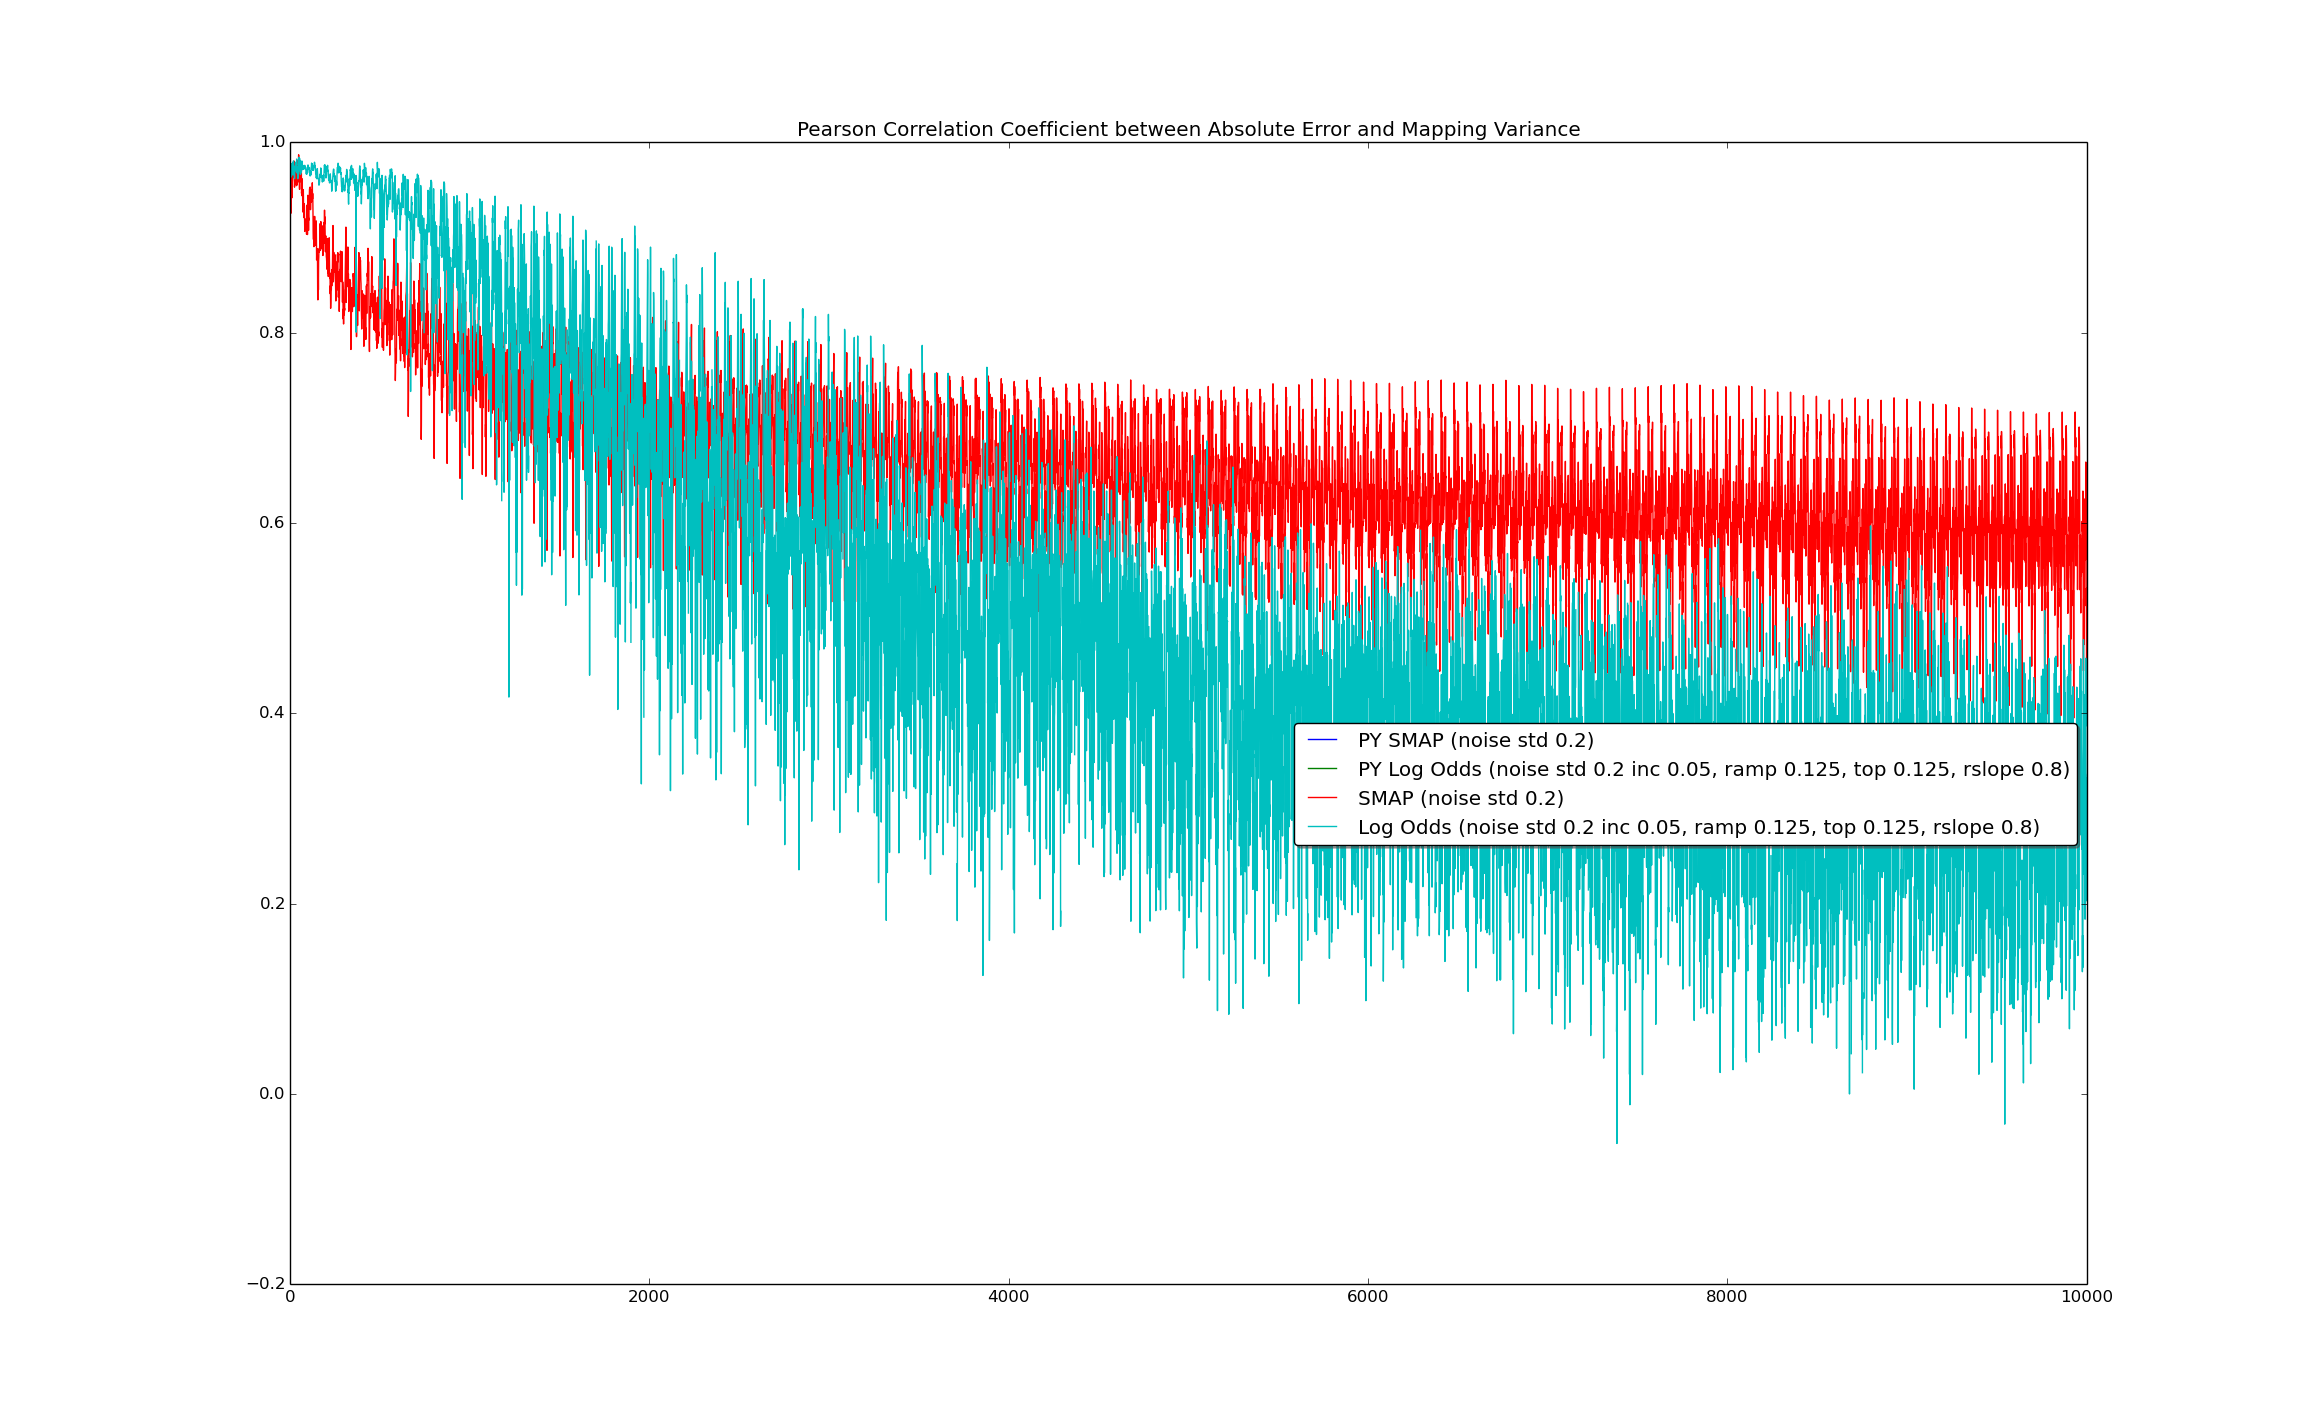 Pearson Correlation Coefficient between Absolute Error and Mapping Variance
1.0
0.8
0.6
0.4
0.2
0.0
−0.2
PY SMAP (noise std 0.2)
PY Log Odds (noise std 0.2 inc 0.05, ramp 0.125, top 0.125, rslope 0.8)
SMAP (noise std 0.2)
Log Odds (noise std 0.2 inc 0.05, ramp 0.125, top 0.125, rslope 0.8)
0 2000 4000 6000 8000 10000